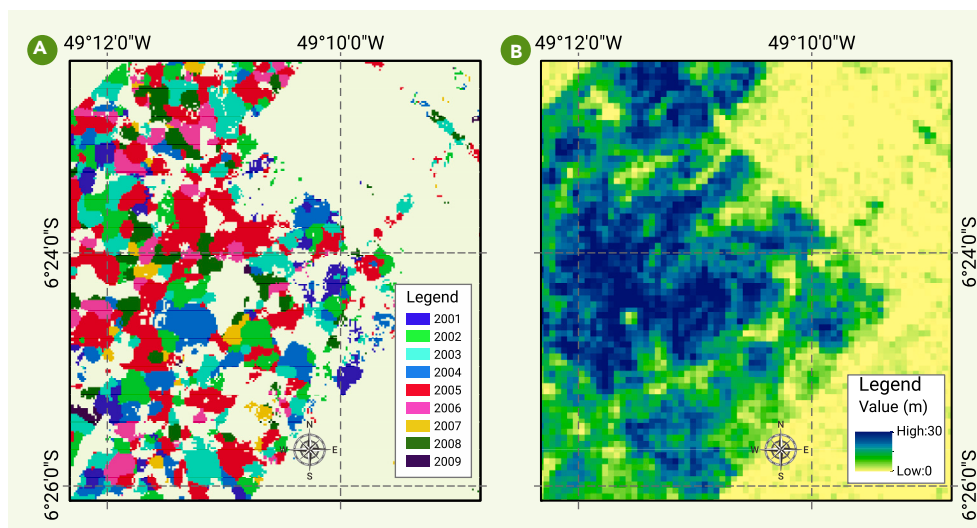 A
49°12'0"W
49°10'0"W
6°24'0"S
6°26'0"S
Legend
2001
2002
2003
2004
2005
2006
2007
2008
2009
N
W
E
S
B
49°12'0"W
49°10'0"W
6°24'0"S
6°26'0"S
Legend
Value (m)
High:30
Low:0
N
W
E
S